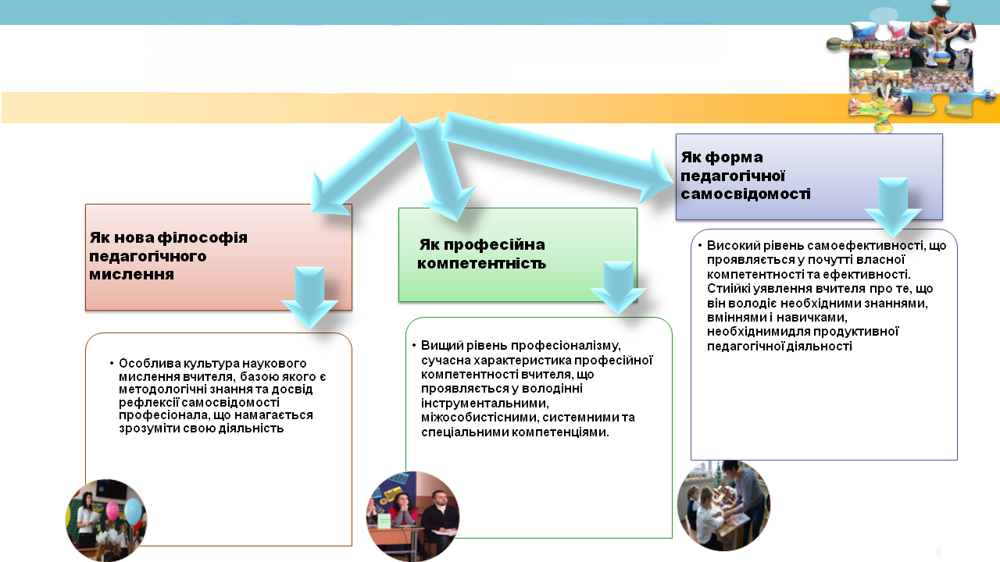 Як нова філософія
педагогічного
мислення
• Особлива культура наукового
мислення вчителя, базою якого є
методологічні знання та досвід
рефлексії самосвідомості
професіонала, що намагається
зрозуміти свою діяльність
Як професійна
компетентність
• Вищий рівень професіоналізму,
сучасна характеристика професійної
компетентності вчителя, що
проявляється у володінні
інструментальними,
міжособистісними, системними та
спеціальними компетенціями.
Як форма
педагогічної
самосвідомості
• Високий рівень самоефективності, що
проявляється у почутті власної
компетентності та ефективності.
Стиійкі уявлення вчителя про те, що
він володіє необхідними знаннями,
вміннями і навичками,
необхіднимидля продуктивної
педагогічної діяльності
6